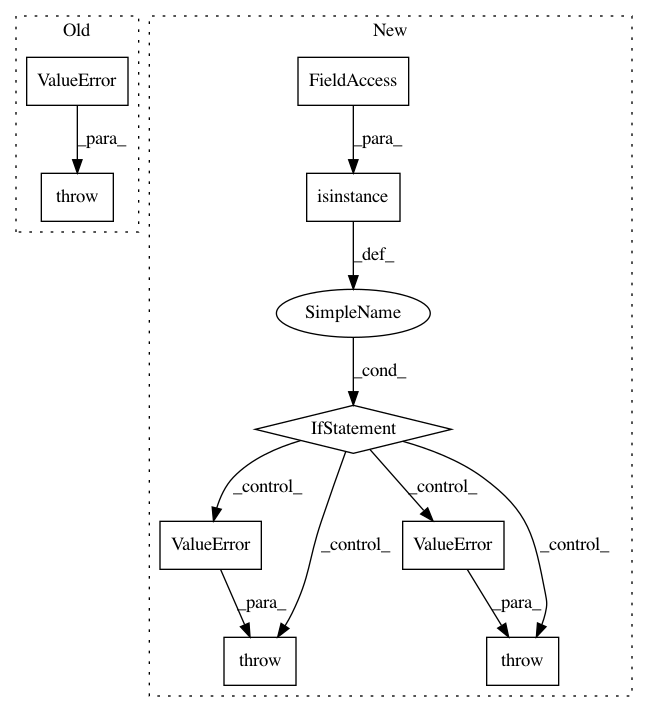 Old
New
ValueError
FieldAccess
_para_
_para_
throw
isinstance
_def_
SimpleName
_cond_
IfStatement
_control_
_control_
_control_
_control_
ValueError
ValueError
_para_
_para_
throw
throw